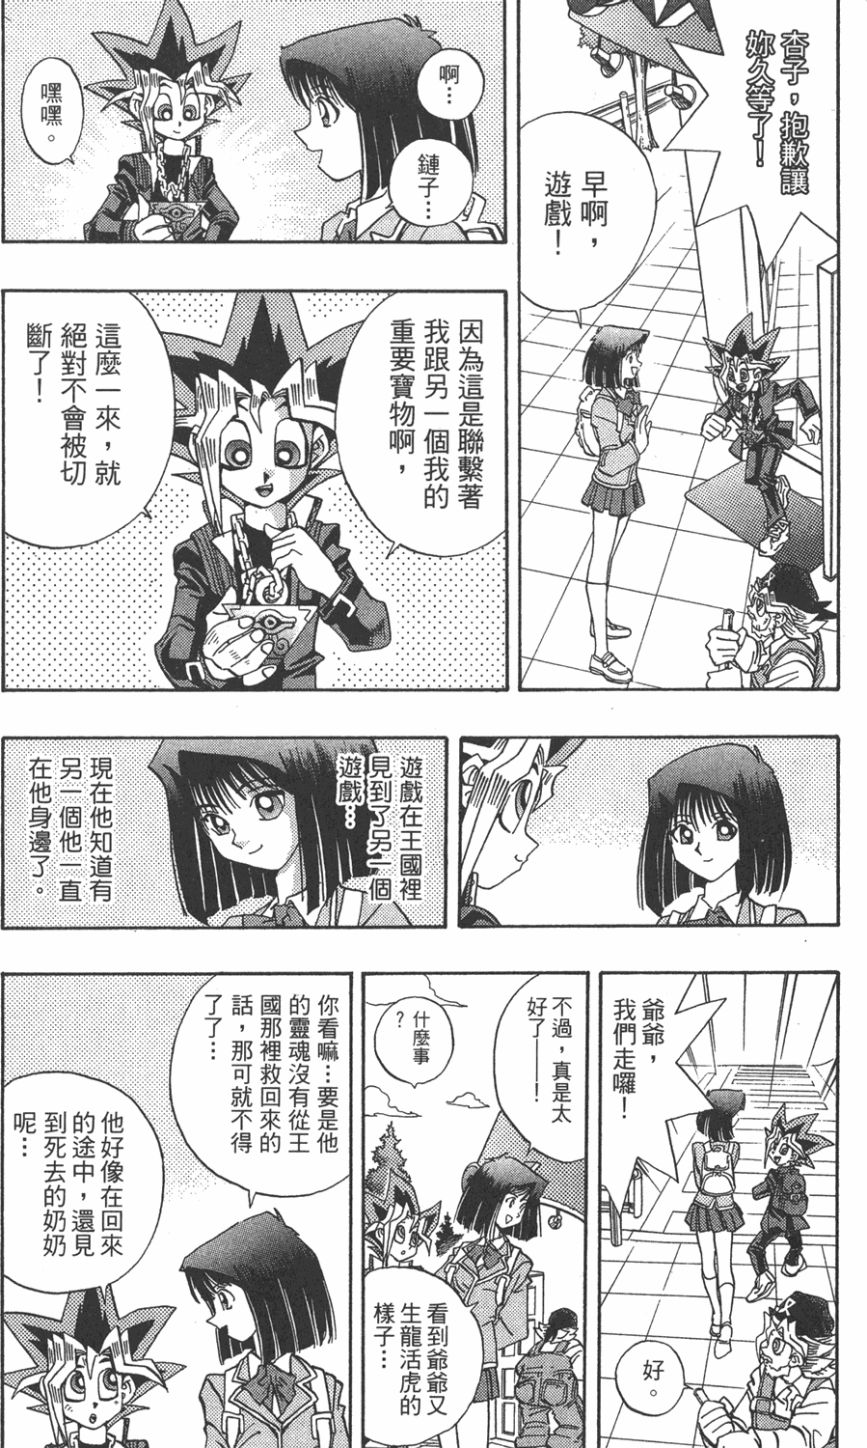 杏子，抱歉讓
妳久等了！
早啊，
遊戲！
啊…
鏈子…
嘿嘿。
因為這是聯繫著
我跟另一個我的
重要寶物啊，
這麼一來，就
絕對不會被切
斷了！
遊戲在王國裡
見到了另一個
遊戲…
現在他知道有
另一個他一直
在他身邊了。
爺爺，
我們走囉！
好。
不過，真是太
好了——！
什麼事
？
看到爺爺又
生龍活虎的
樣子…
你看嘛…要是他
的靈魂沒有從王
國那裡救回來的
話，那可就不得
了了…
他好像在回來
的途中，還見
到死去的奶奶
呢…